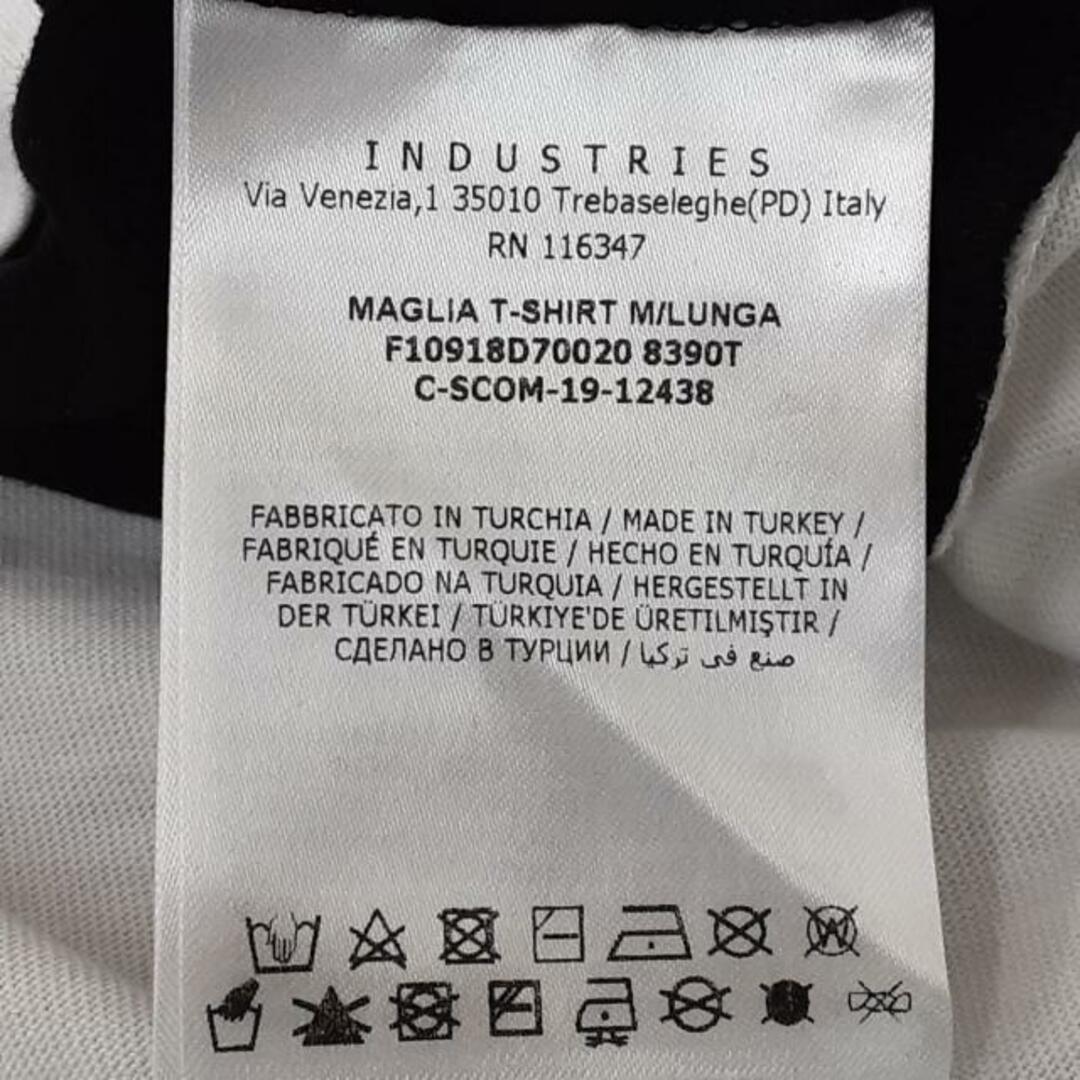 INDUSTRIES
Via Venezia,1 35010 Trebaseleghe(PD) Italy
RN 116347
MAGLIA T-SHIRT M/LUNGA
F10918D70020 8390T
C-SCOM-19-12438
FABBRICATO IN TURCHIA / MADE IN TURKEY /
FABRIQUÉ EN TURQUIE / HECHO EN TURQUÍA /
FABRICADO NA TURQUIA / HERGESTELLT IN
DER TÜRKEI / TÜRKIYE'DE ÜRETILMIŞTIR /
СДЕЛАНО В ТУРЦИИ / صنع فى تركيا
W